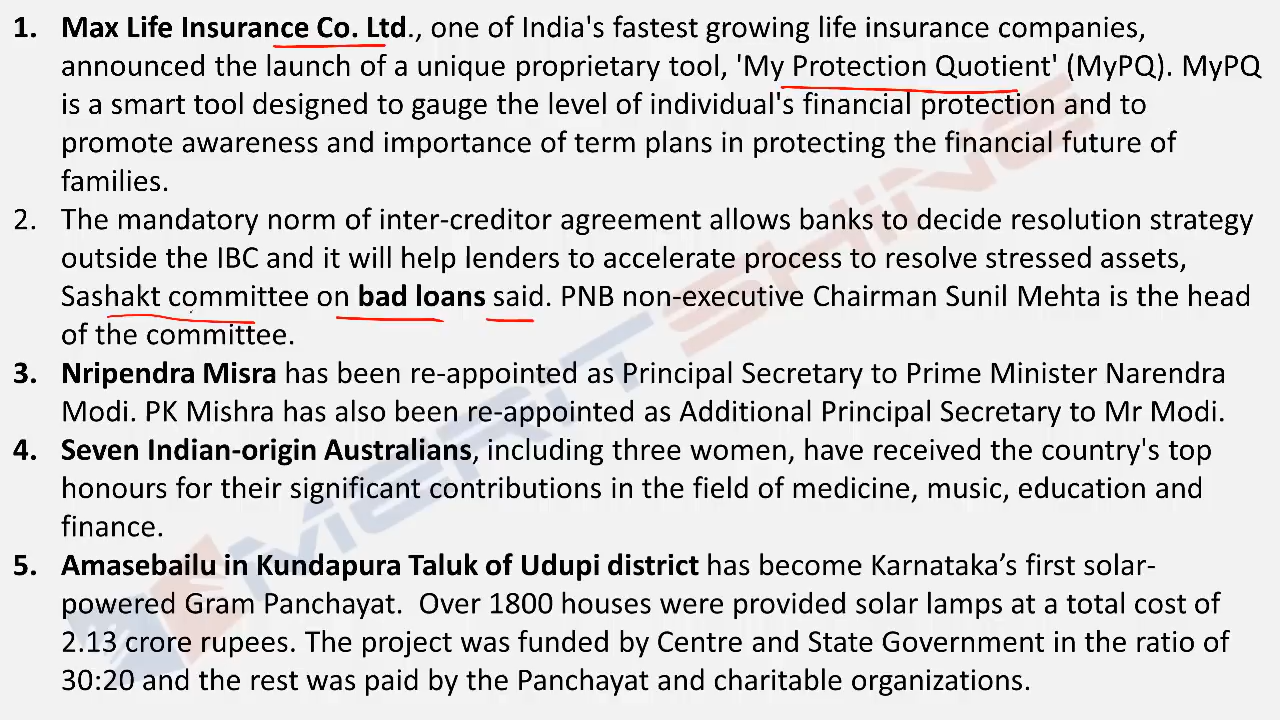 1. Max Life Insurance Co. Ltd., one of India's fastest growing life insurance companies,
announced the launch of a unique proprietary tool, 'My Protection Quotient' (MyPQ). MyPQ
is a smart tool designed to gauge the level of individual's financial protection and to
promote awareness and importance of term plans in protecting the financial future of
families.
2. The mandatory norm of inter-creditor agreement allows banks to decide resolution strategy
outside the IBC and it will help lenders to accelerate process to resolve stressed assets,
Sashakt committee on bad loans said. PNB non-executive Chairman Sunil Mehta is the head
of the committee.
3. Nripendra Misra has been re-appointed as Principal Secretary to Prime Minister Narendra
Modi. PK Mishra has also been re-appointed as Additional Principal Secretary to Mr Modi.
4. Seven Indian-origin Australians, including three women, have received the country's top
honours for their significant contributions in the field of medicine, music, education and
finance.
5. Amasebailu in Kundapura Taluk of Udupi district has become Karnataka’s first solar-
powered Gram Panchayat.  Over 1800 houses were provided solar lamps at a total cost of
2.13 crore rupees. The project was funded by Centre and State Government in the ratio of
30:20 and the rest was paid by the Panchayat and charitable organizations.
MERIT SHINE